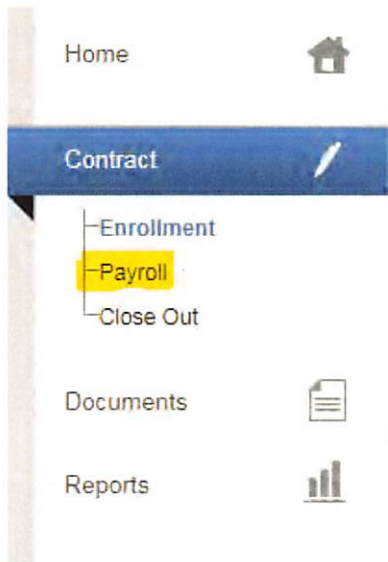 Home
Contract
Enrollment
Payroll
Close Out
Documents
Reports